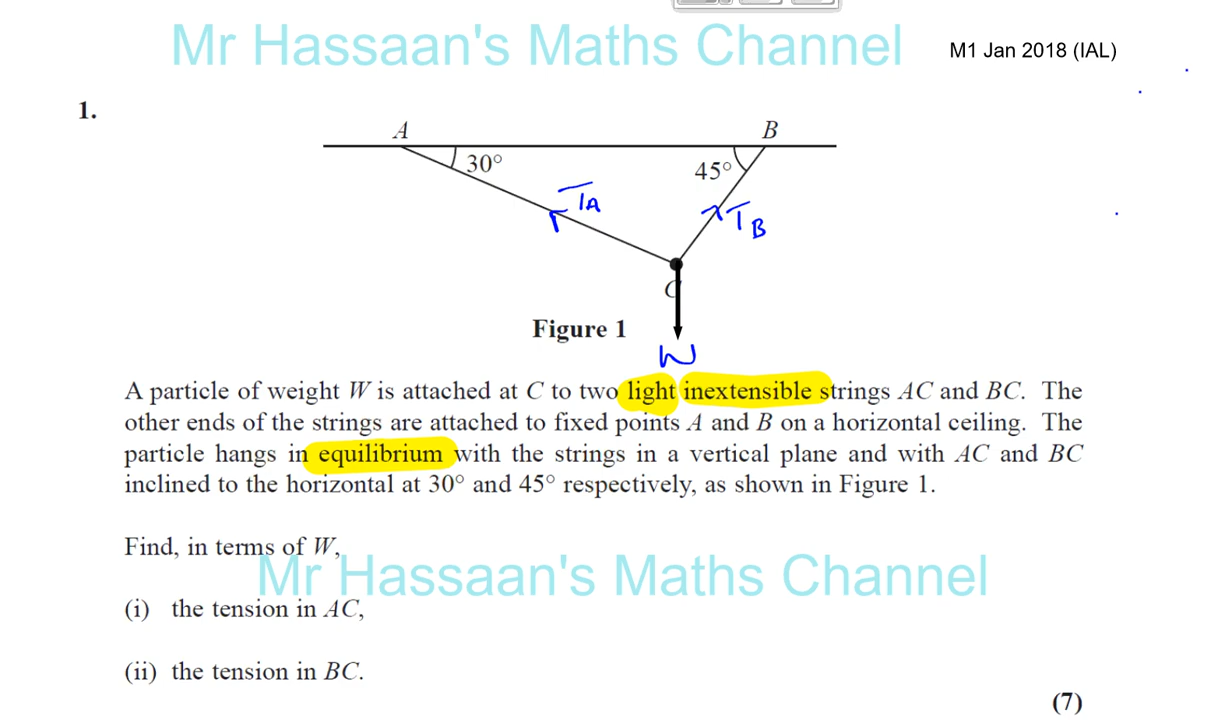 Mr Hassaan's Maths Channel
M1 Jan 2018 (IAL)
1.
A
B
30°
45°
TA
TB
C
Figure 1
W
A particle of weight W is attached at C to two light inextensible strings AC and BC. The
other ends of the strings are attached to fixed points A and B on a horizontal ceiling. The
particle hangs in equilibrium with the strings in a vertical plane and with AC and BC
inclined to the horizontal at 30° and 45° respectively, as shown in Figure 1.
Find, in terms of W,
Mr Hassaan's Maths Channel
(i) the tension in AC,
(ii) the tension in BC.
(7)